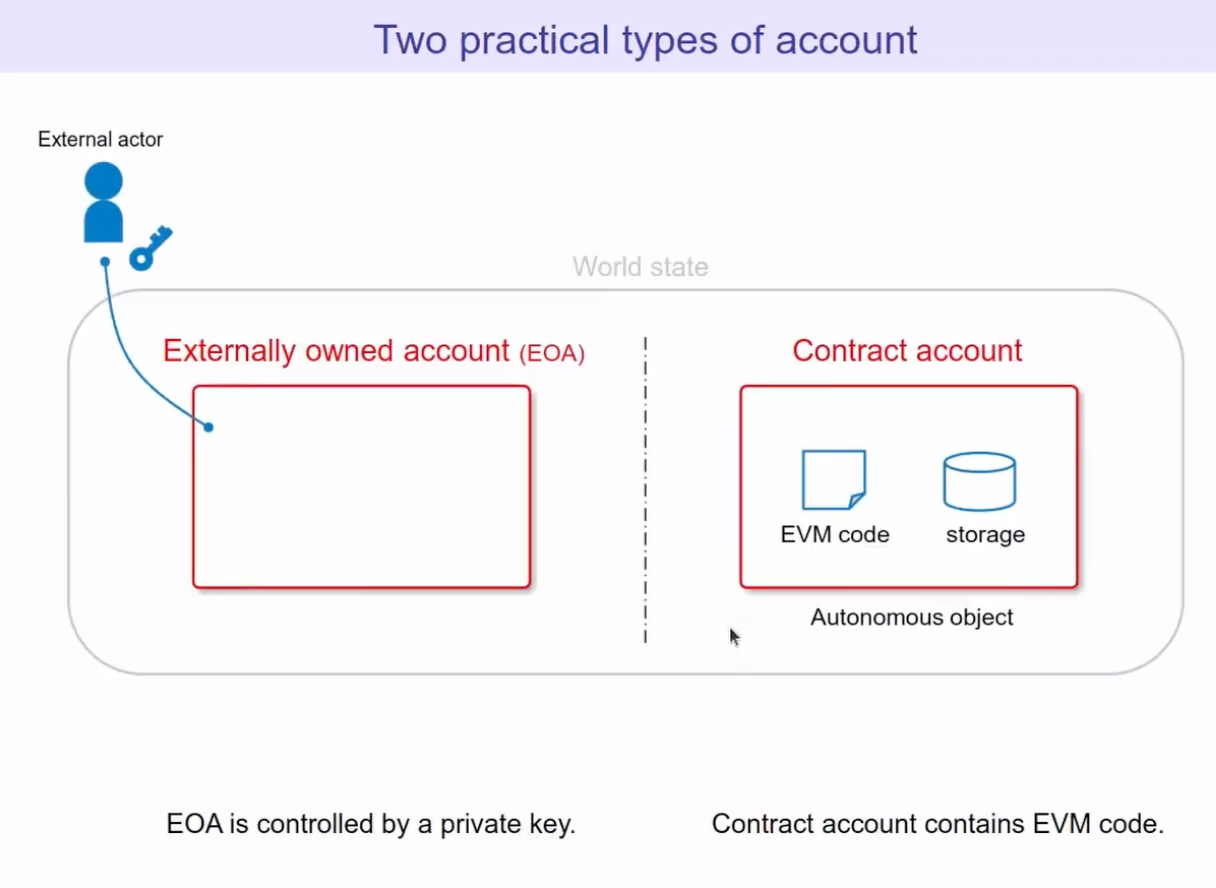 Two practical types of account
External actor
World state
Externally owned account (EOA)
Contract account
EVM code
storage
Autonomous object
EOA is controlled by a private key.
Contract account contains EVM code.